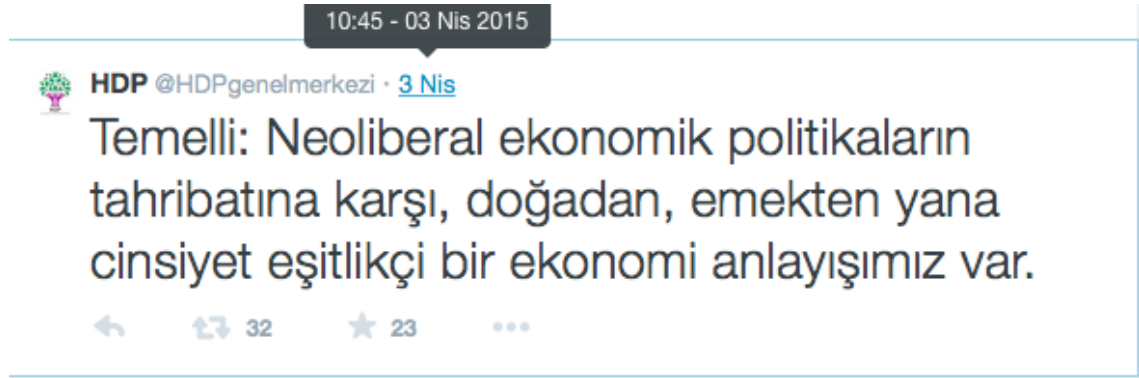 10:45 - 03 Nis 2015
HDP @HDPgenelmerkezi · 3 Nis
Temelli: Neoliberal ekonomik politikaların
tahribatına karşı, doğadan, emekten yana
cinsiyet eşitlikçi bir ekonomi anlayışımız var.
32 23